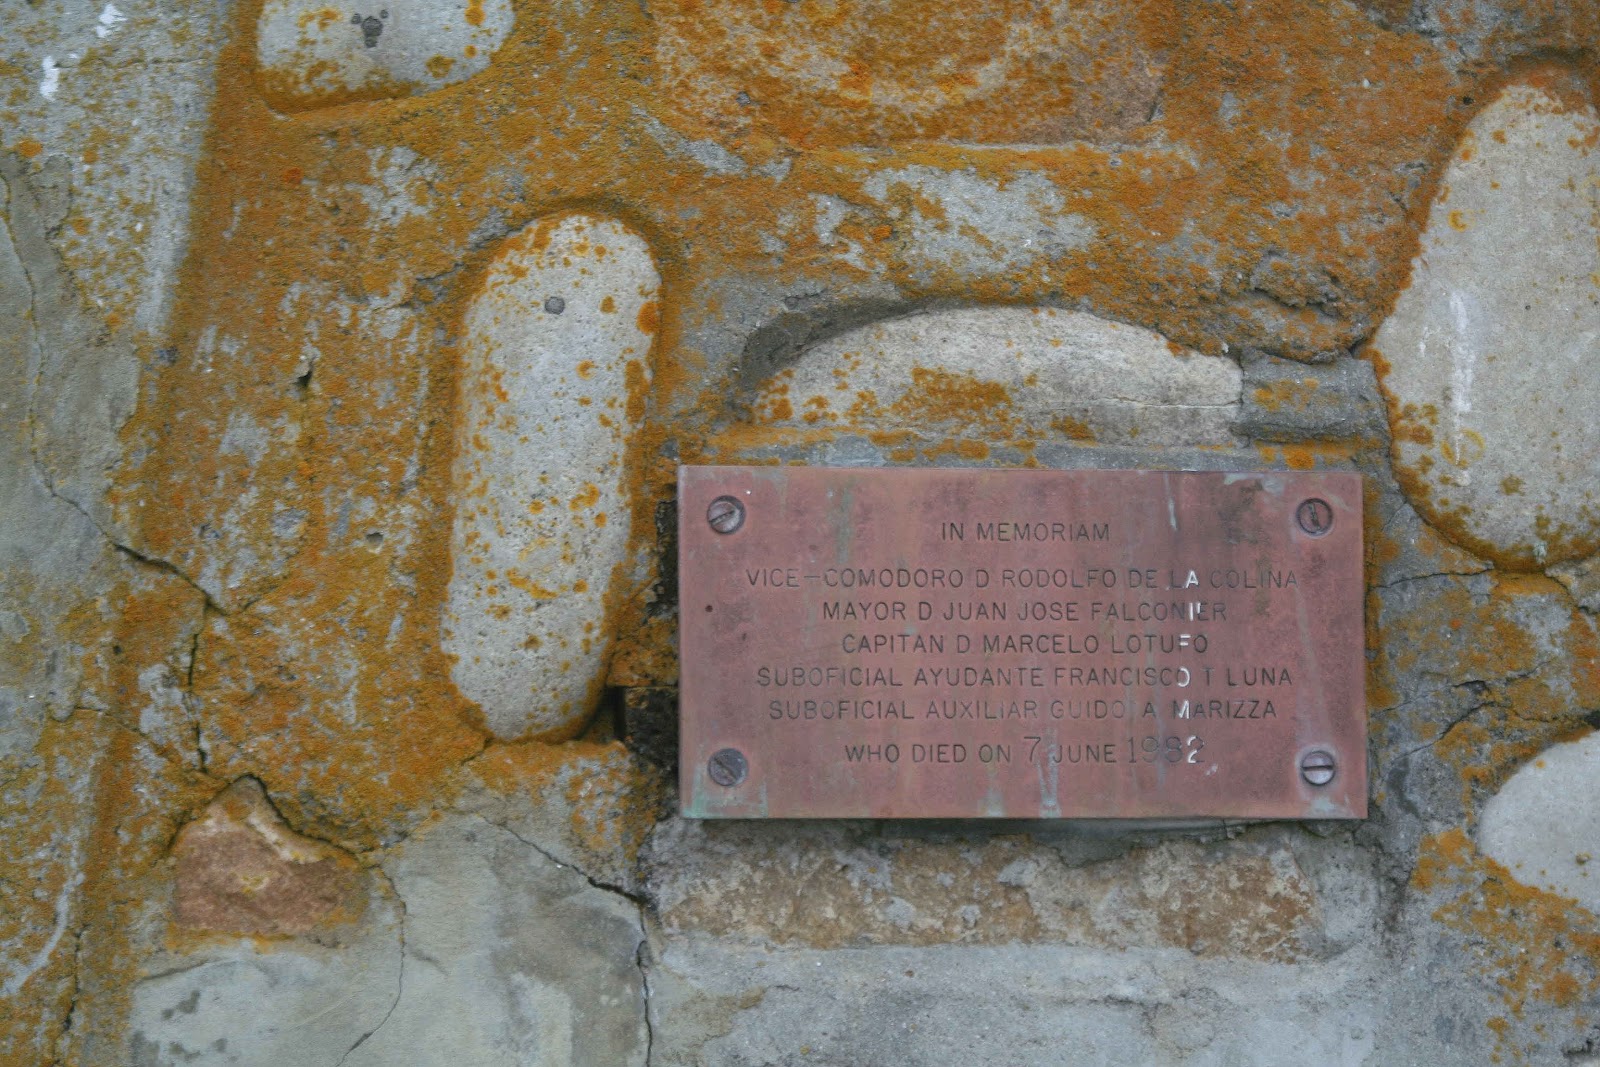 IN MEMORIAM
VICE-COMODORO D RODOLFO DE LA COLINA
MAYOR D JUAN JOSE FALCONIER
CAPITAN D MARCELO LOTUFO
SUBOFICIAL AYUDANTE FRANCISCO T LUNA
SUBOFICIAL AUXILIAR GUIDO A MARIZZA
WHO DIED ON 7 JUNE 1982